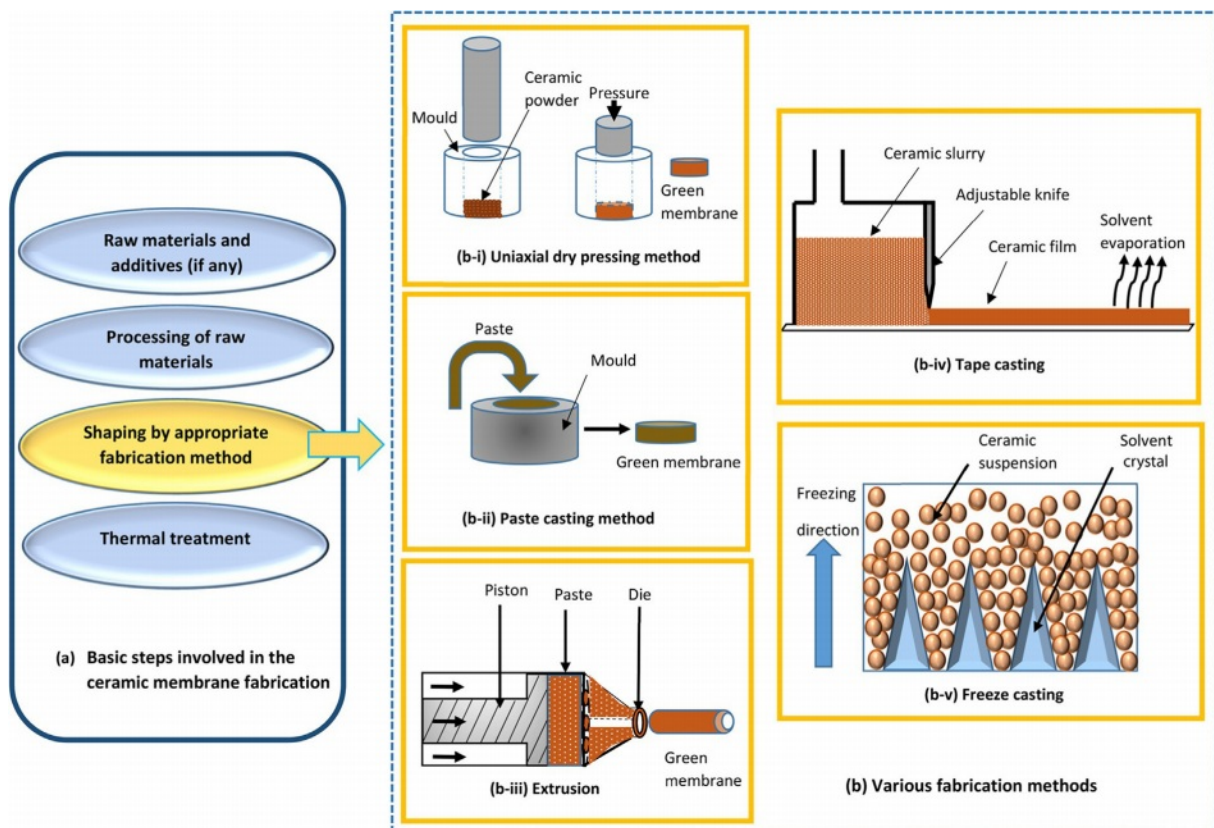 Raw materials and
additives (if any)
Processing of raw
materials
Shaping by appropriate
fabrication method
Thermal treatment
(a) Basic steps involved in the
ceramic membrane fabrication
Ceramic
powder
Mould
Pressure
Green
membrane
(b-i) Uniaxial dry pressing method
Paste
Mould
Green membrane
(b-ii) Paste casting method
Piston
Paste
Die
Green
membrane
(b-iii) Extrusion
Ceramic slurry
Adjustable knife
Ceramic film
Solvent
evaporation
(b-iv) Tape casting
Ceramic
suspension
Solvent
crystal
Freezing
direction
(b-v) Freeze casting
(b) Various fabrication methods